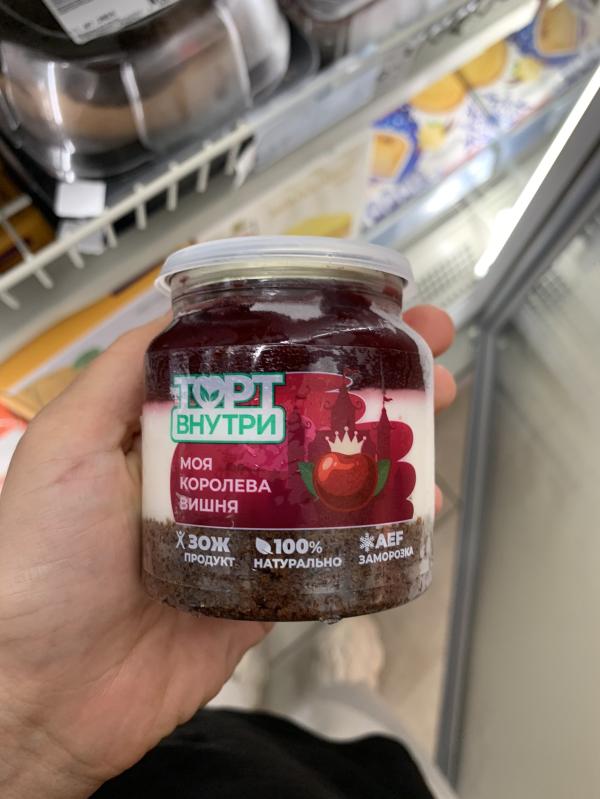 ТОРТ
ВНУТРИ
МОЯ
КОРОЛЕВА
ВИШНЯ
ЗОЖ
ПРОДУКТ
100%
НАТУРАЛЬНО
AEF
ЗАМОРОЗКА